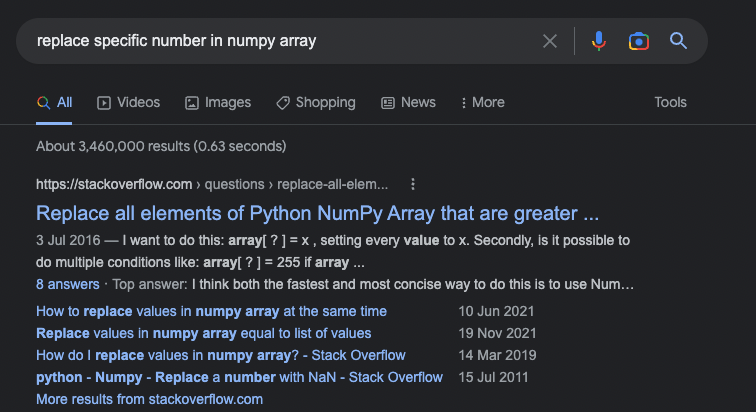 replace specific number in numpy array
All Videos Images Shopping News More Tools
About 3,460,000 results (0.63 seconds)
https://stackoverflow.com › questions › replace-all-elem...
Replace all elements of Python NumPy Array that are greater ...
3 Jul 2016 — I want to do this: array[ ? ] = x , setting every value to x. Secondly, is it possible to
do multiple conditions like: array[ ? ] = 255 if array ...
8 answers · Top answer: I think both the fastest and most concise way to do this is to use Num…
How to replace values in numpy array at the same time 10 Jun 2021
Replace values in numpy array equal to list of values 19 Nov 2021
How do I replace values in numpy array? - Stack Overflow 14 Mar 2019
python - Numpy - Replace a number with NaN - Stack Overflow 15 Jul 2011
More results from stackoverflow.com